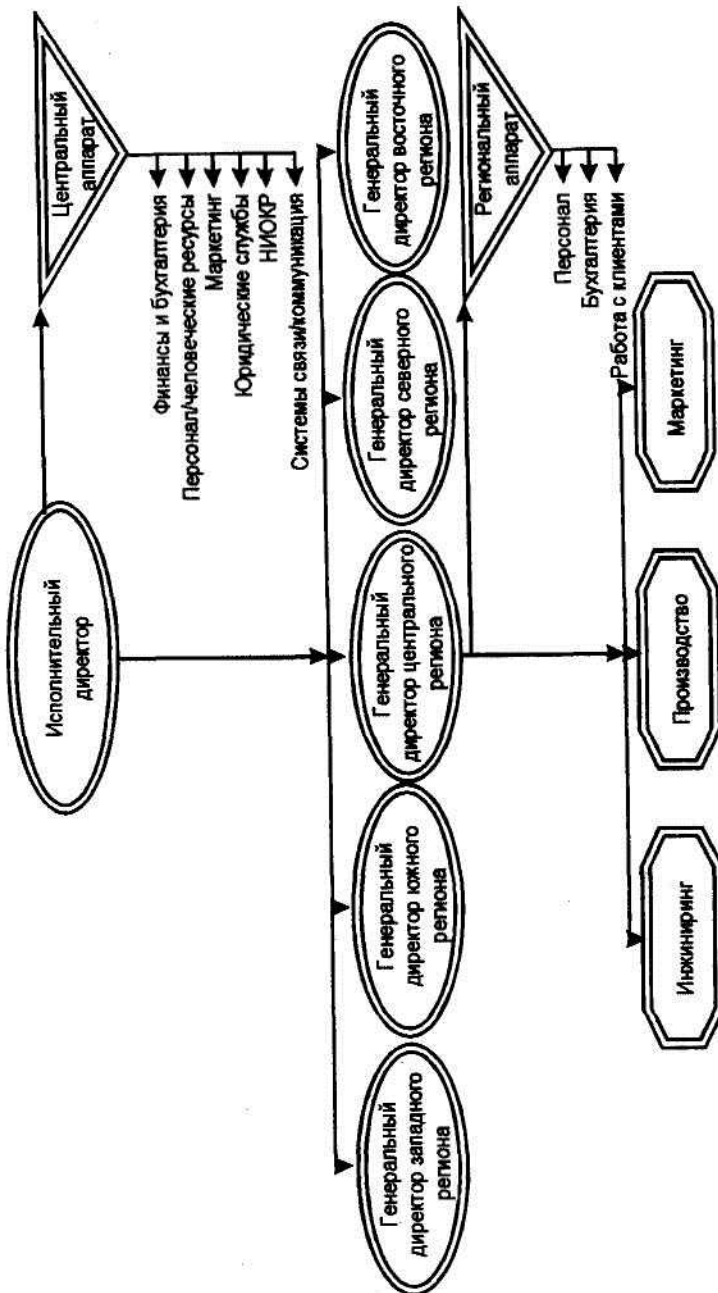 Исполнительный
директор
Центральный
аппарат
Финансы и бухгалтерия
Персонал/человеческие ресурсы
Маркетинг
Юридические службы
НИОКР
Системы связи/коммуникация
Генеральный
директор западного
региона
Генеральный
директор южного
региона
Генеральный
директор центрального
региона
Генеральный
директор северного
региона
Генеральный
директор восточного
региона
Региональный
аппарат
Персонал
Бухгалтерия
Работа с клиентами
Инжиниринг
Производство
Маркетинг